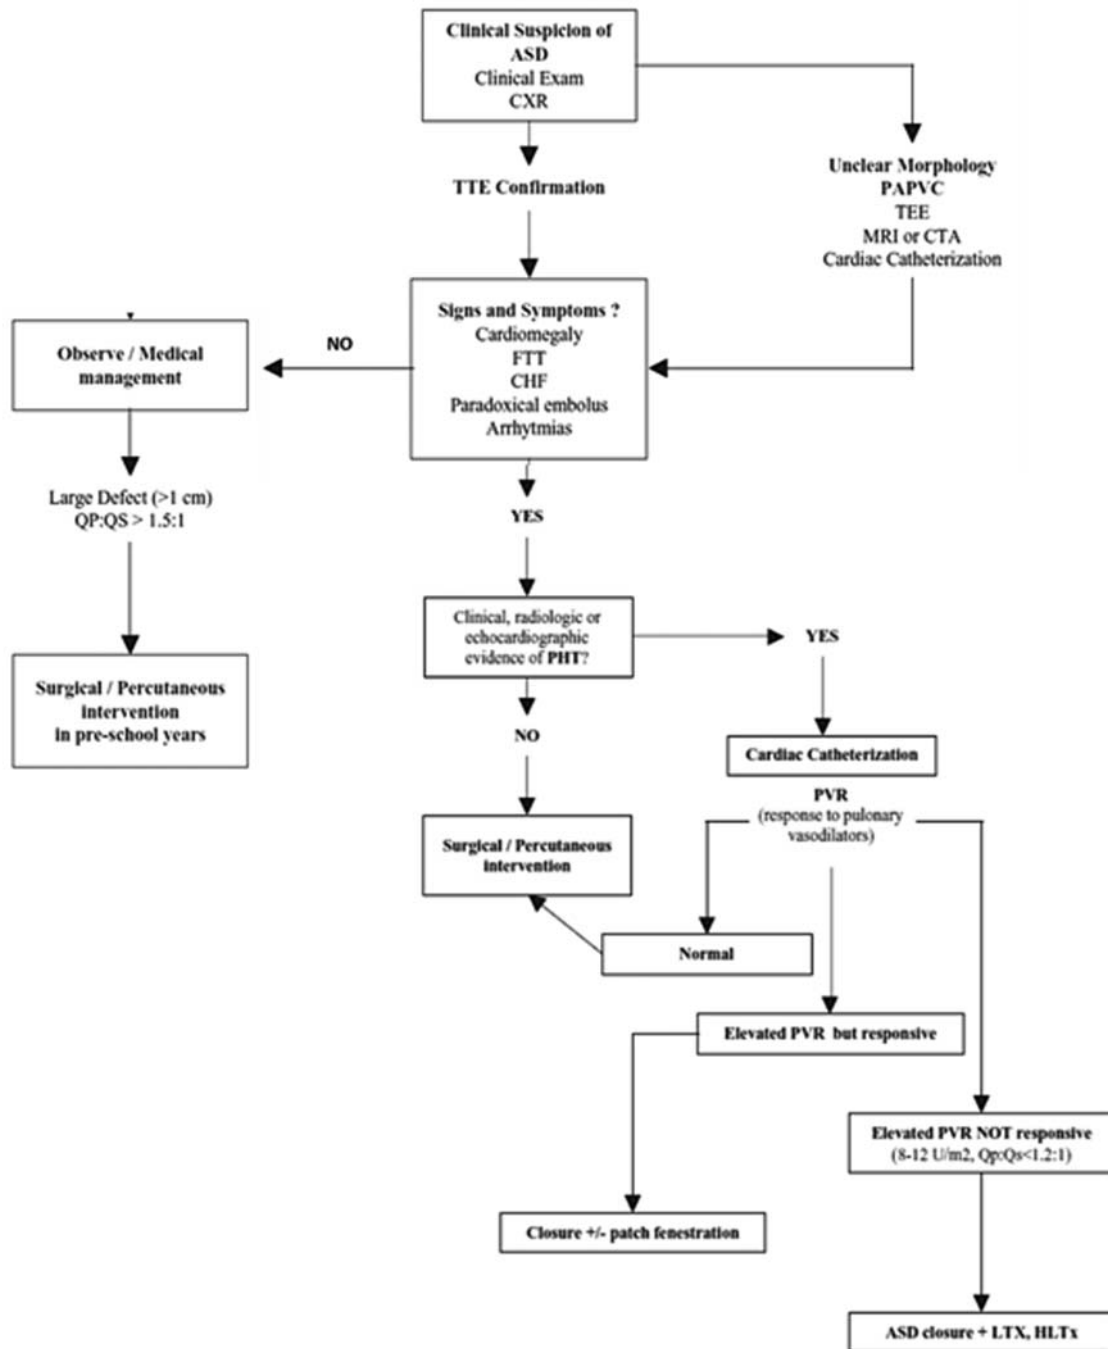 Clinical Suspicion of
ASD
Clinical Exam
CXR
TTE Confirmation
Unclear Morphology
PAPVC
TEE
MRI or CTA
Cardiac Catheterization
Signs and Symptoms ?
Cardiomegaly
FTT
CHF
Paradoxical embolus
Arrhytmias
NO
Observe / Medical
management
Large Defect (>1 cm)
QP:QS > 1.5:1
Surgical / Percutaneous
intervention
in pre-school years
YES
Clinical, radiologic or
echocardiographic
evidence of PHT?
YES
NO
Cardiac Catheterization
PVR
(response to pulonary
vasodilators)
Surgical / Percutaneous
intervention
Normal
Elevated PVR but responsive
Elevated PVR NOT responsive
(8-12 U/m2, Qp:Qs<1.2:1)
Closure +/- patch fenestration
ASD closure + LTX, HLTx